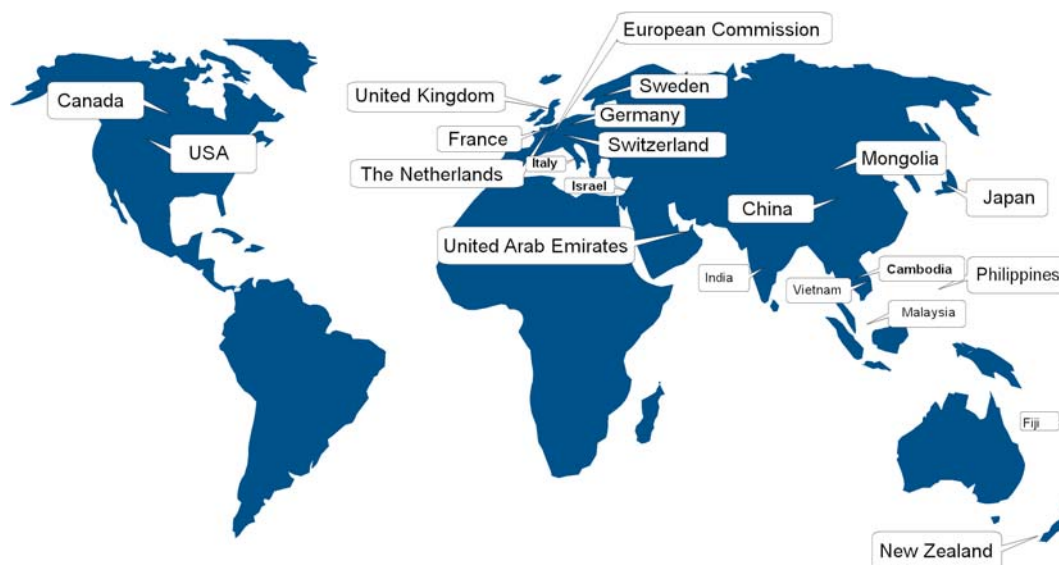 European Commission
Canada
United Kingdom
Sweden
Germany
USA
France
Switzerland
The Netherlands
Italy
Mongolia
Israel
Japan
China
United Arab Emirates
India
Vietnam
Cambodia
Philippines
Malaysia
Fiji
New Zealand